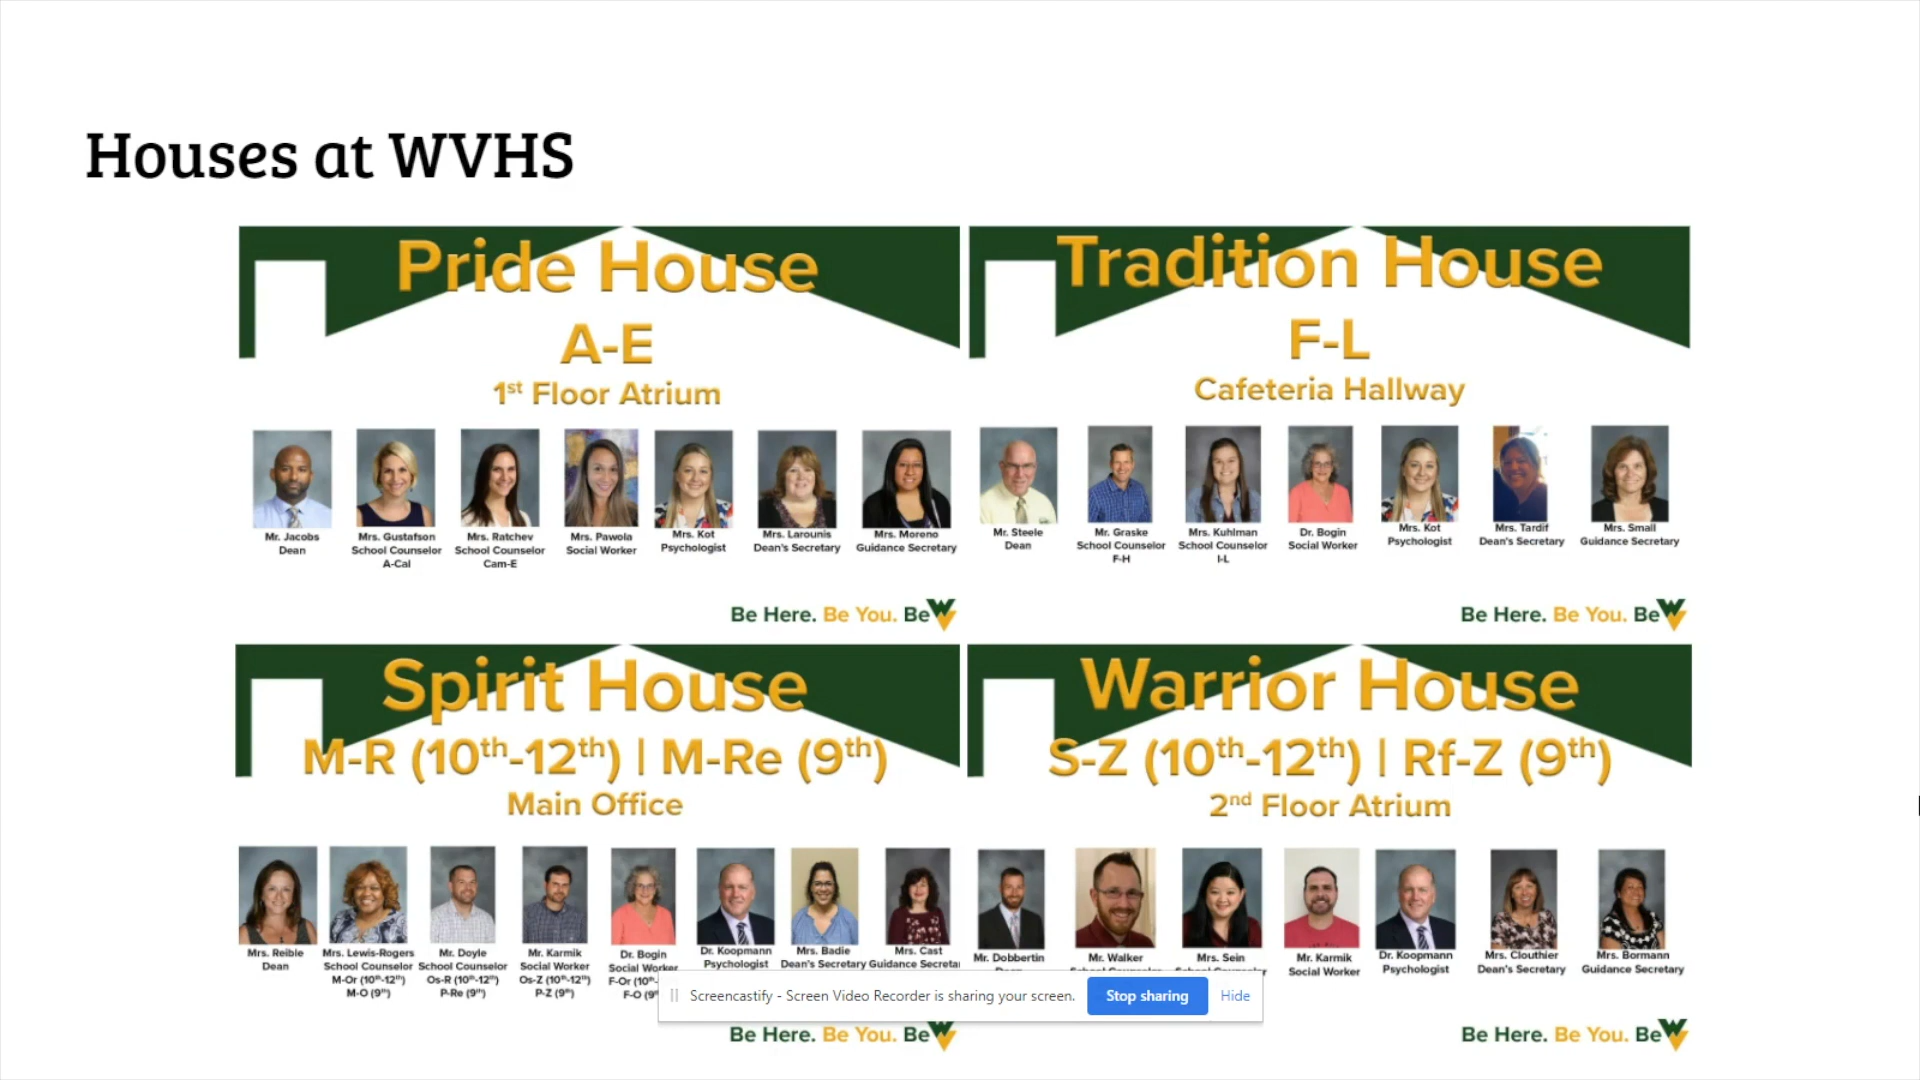 Houses at WVHS
Pride House
A-E
1st Floor Atrium
Mr. Jacobs
Dean
Mrs. Gustafson
School Counselor
A-Cal
Mrs. Ratchev
School Counselor
Cam-E
Mrs. Pawola
Social Worker
Mrs. Kot
Psychologist
Mrs. Larounis
Dean's Secretary
Mrs. Moreno
Guidance Secretary
Be Here. Be You. Be
Tradition House
F-L
Cafeteria Hallway
Mr. Steele
Dean
Mr. Graske
School Counselor
F-H
Mrs. Kuhlman
School Counselor
I-L
Dr. Bogin
Social Worker
Mrs. Kot
Psychologist
Mrs. Tardif
Dean's Secretary
Mrs. Small
Guidance Secretary
Be Here. Be You. Be
Spirit House
M-R (10th-12th) | M-Re (9th)
Main Office
Mrs. Reible
Dean
Mrs. Lewis-Rogers
School Counselor
M-Or (10th-12th)
M-O (9th)
Mr. Doyle
School Counselor
Os-R (10th-12th)
P-Re (9th)
Mr. Karmik
Social Worker
Os-Z (10th-12th)
P-Z (9th)
Dr. Bogin
Social Worker
F-Or (10th-
F-O (9th
Dr. Koopmann
Psychologist
Mrs. Badie
Dean's Secretary
Mrs. Cast
Guidance Secreta
Be Here. Be You. Be
Warrior House
S-Z (10th-12th) | Rf-Z (9th)
2nd Floor Atrium
Mr. Dobbertin
Mr. Walker
Mrs. Sein
Mr. Karmik
Social Worker
Dr. Koopmann
Psychologist
Mrs. Clouthier
Dean's Secretary
Mrs. Bormann
Guidance Secretary
Be Here. Be You. Be
Screencastify - Screen Video Recorder is sharing your screen.
Stop sharing
Hide